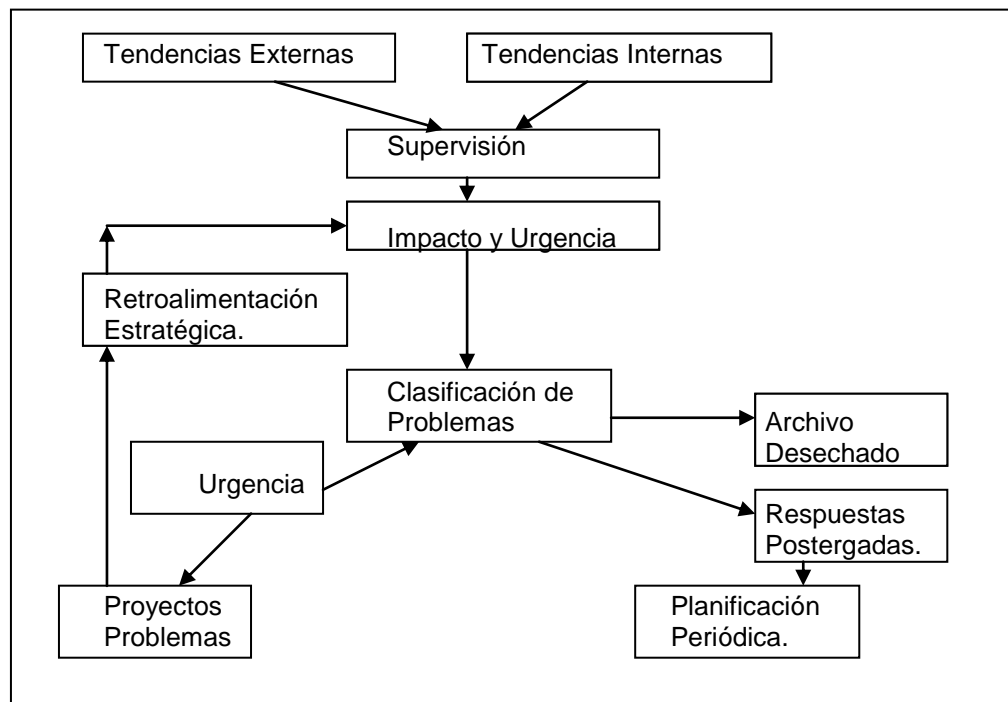 Tendencias Externas
Tendencias Internas
Supervisión
Impacto y Urgencia
Retroalimentación
Estratégica.
Clasificación de
Problemas
Archivo
Desechado
Urgencia
Respuestas
Postergadas.
Proyectos
Problemas
Planificación
Periódica.